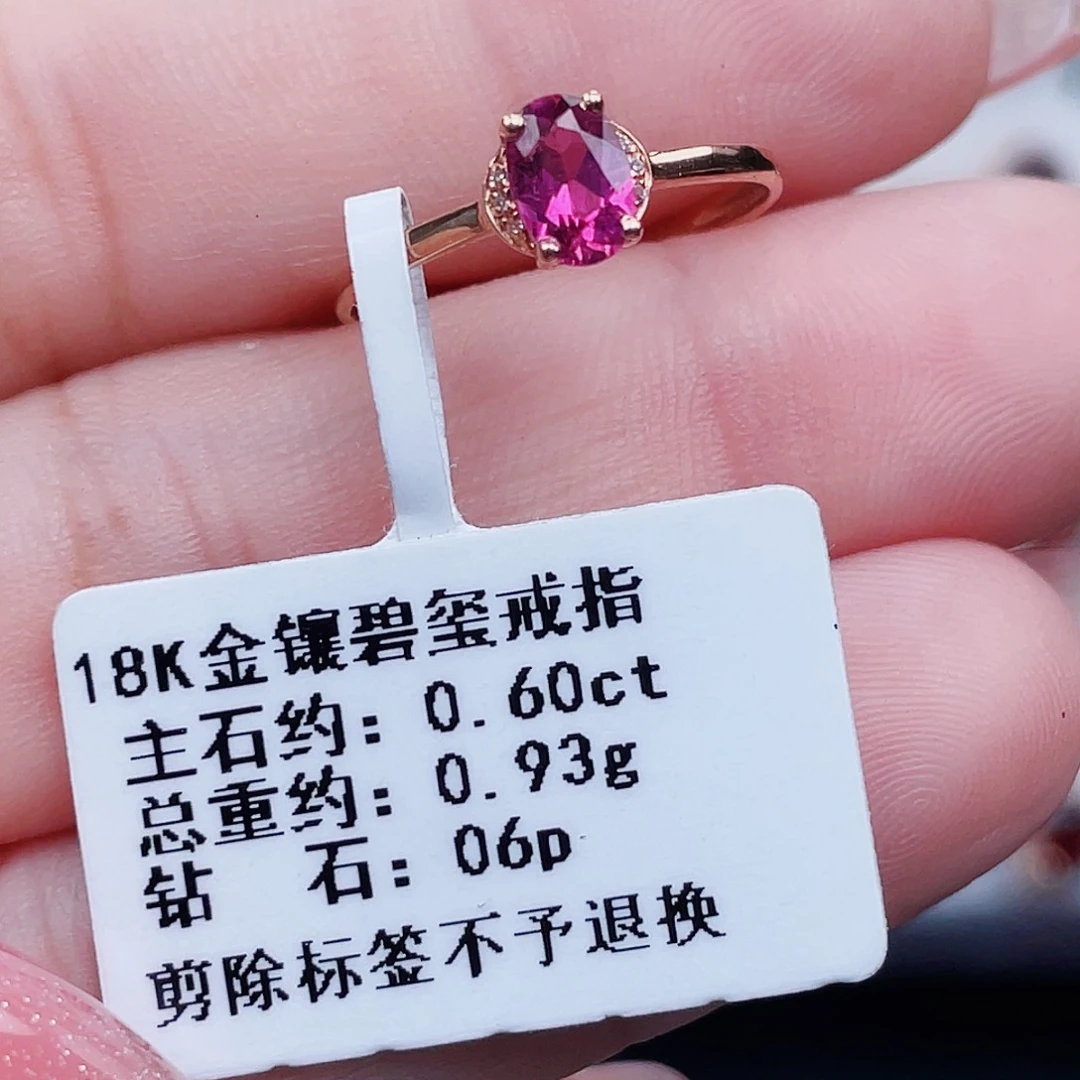 18K金镶碧玺戒指
主石约: 0.60ct
总重约: 0.93g
钻 石: 06p
剪除标签不予退换